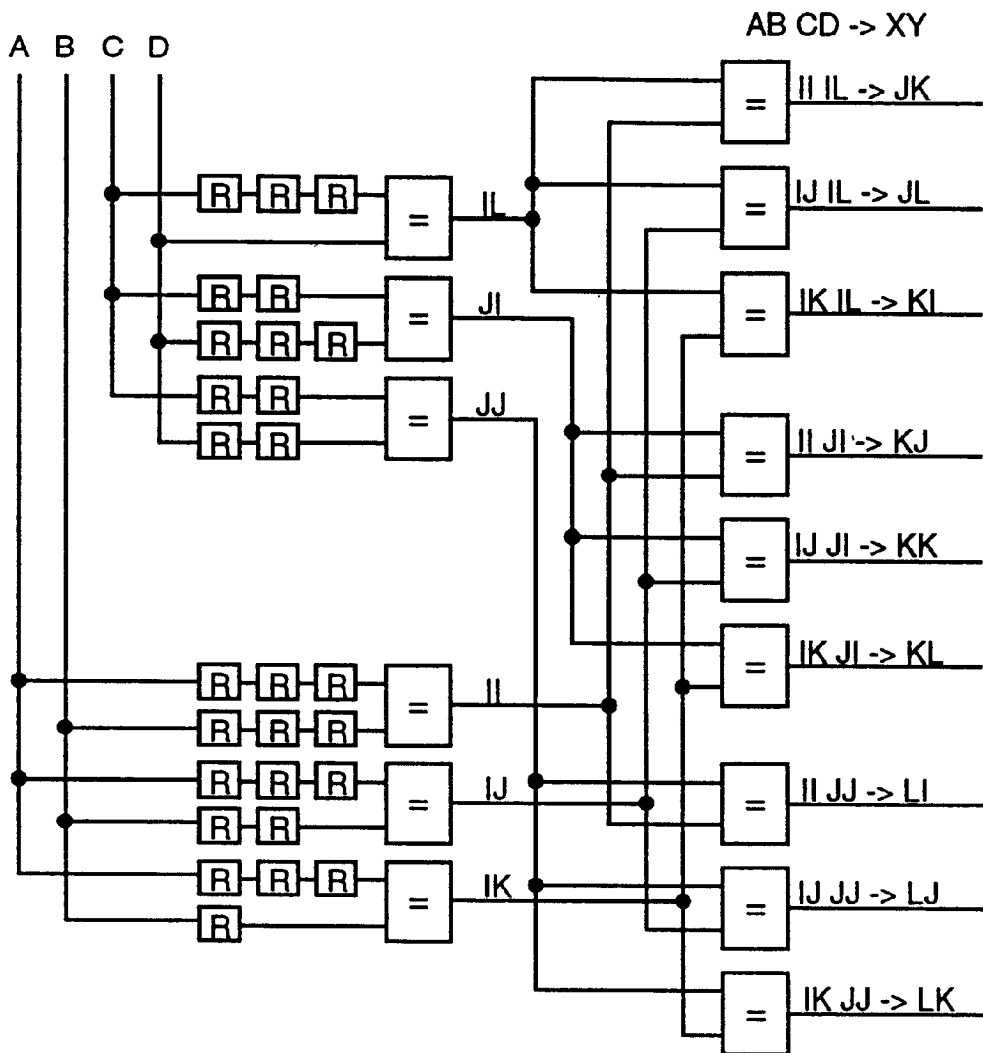 AB CD -> XY
A B C D
II IL -> JK
R R R = IL
=
IJ IL -> JL
=
R R = JI
R R R
IK IL -> KI
=
R R = JJ
R R
II JI -> KJ
=
IJ JI -> KK
=
IK JI -> KL
=
R R R = II
R R R
R R R = IJ
R R
II JJ -> LI
=
R R R = IK
R
IJ JJ -> LJ
=
IK JJ -> LK
=